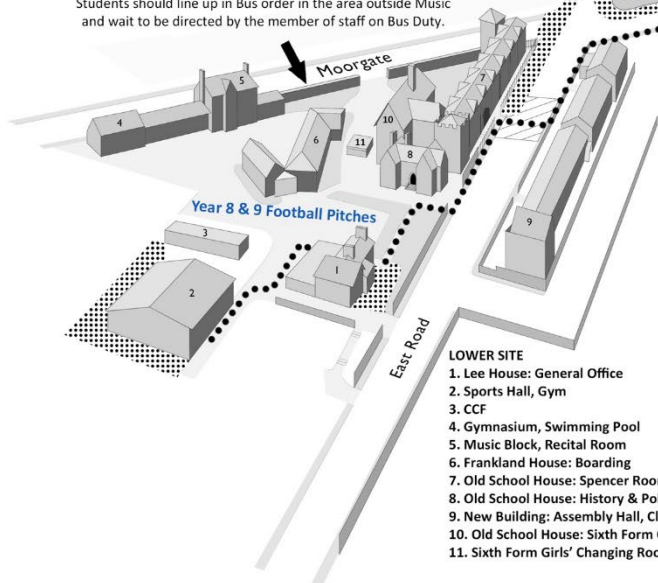 Students should line up in Bus order in the area outside Music
and wait to be directed by the member of staff on Bus Duty.
Moorgate
5
4
7
10
6
11
8
Year 8 & 9 Football Pitches
3
9
1
2
East Road
LOWER SITE
1. Lee House: General Office
2. Sports Hall, Gym
3. CCF
4. Gymnasium, Swimming Pool
5. Music Block, Recital Room
6. Frankland House: Boarding
7. Old School House: Spencer Roo
8. Old School House: History & Po
9. New Building: Assembly Hall, Cl
10. Old School House: Sixth Form
11. Sixth Form Girls' Changing Roo